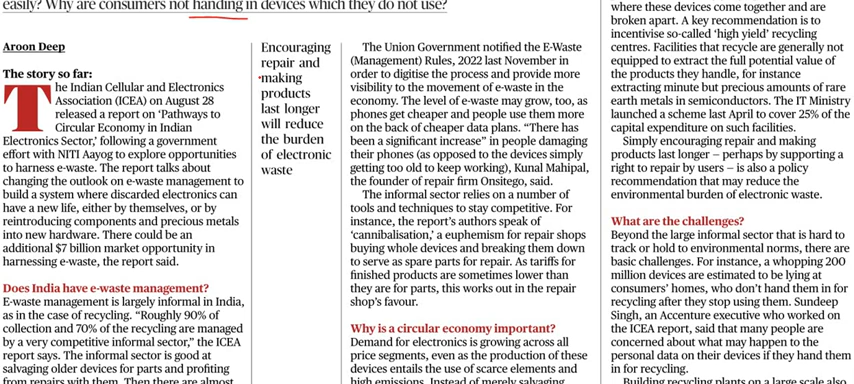 easily? Why are consumers not handing in devices which they do not use?
Aroon Deep
The story so far:
The Indian Cellular and Electronics
Association (ICEA) on August 28
released a report on ‘Pathways to
Circular Economy in Indian
Electronics Sector,’ following a government
effort with NITI Aayog to explore opportunities
to harness e-waste. The report talks about
changing the outlook on e-waste management to
build a system where discarded electronics can
have a new life, either by themselves, or by
reintroducing components and precious metals
into new hardware. There could be an
additional $7 billion market opportunity in
harnessing e-waste, the report said.
Does India have e-waste management?
E-waste management is largely informal in India,
as in the case of recycling. “Roughly 90% of
collection and 70% of the recycling are managed
by a very competitive informal sector,” the ICEA
report says. The informal sector is good at
salvaging older devices for parts and profiting
from repairs with them. Then there are almost
Encouraging
repair and
making
products
last longer
will reduce
the burden
of electronic
waste
The Union Government notified the E-Waste
(Management) Rules, 2022 last November in
order to digitise the process and provide more
visibility to the movement of e-waste in the
economy. The level of e-waste may grow, too, as
phones get cheaper and people use them more
on the back of cheaper data plans. “There has
been a significant increase” in people damaging
their phones (as opposed to the devices simply
getting too old to keep working), Kunal Mahipal,
the founder of repair firm Onsitego, said.
The informal sector relies on a number of
tools and techniques to stay competitive. For
instance, the report’s authors speak of
‘cannibalisation,’ a euphemism for repair shops
buying whole devices and breaking them down
to serve as spare parts for repair. As tariffs for
finished products are sometimes lower than
they are for parts, this works out in the repair
shop’s favour.
Why is a circular economy important?
Demand for electronics is growing across all
price segments, even as the production of these
devices entails the use of scarce elements and
high emissions. Instead of merely salvaging
where these devices come together and are
broken apart. A key recommendation is to
incentivise so-called ‘high yield’ recycling
centres. Facilities that recycle are generally not
equipped to extract the full potential value of
the products they handle, for instance
extracting minute but precious amounts of rare
earth metals in semiconductors. The IT Ministry
launched a scheme last April to cover 25% of the
capital expenditure on such facilities.
Simply encouraging repair and making
products last longer – perhaps by supporting a
right to repair by users – is also a policy
recommendation that may reduce the
environmental burden of electronic waste.
What are the challenges?
Beyond the large informal sector that is hard to
track or hold to environmental norms, there are
basic challenges. For instance, a whopping 200
million devices are estimated to be lying at
consumers’ homes, who don’t hand them in for
recycling after they stop using them. Sundeep
Singh, an Accenture executive who worked on
the ICEA report, said that many people are
concerned about what may happen to the
personal data on their devices if they hand them
in for recycling.
Building recycling plants on a large scale also